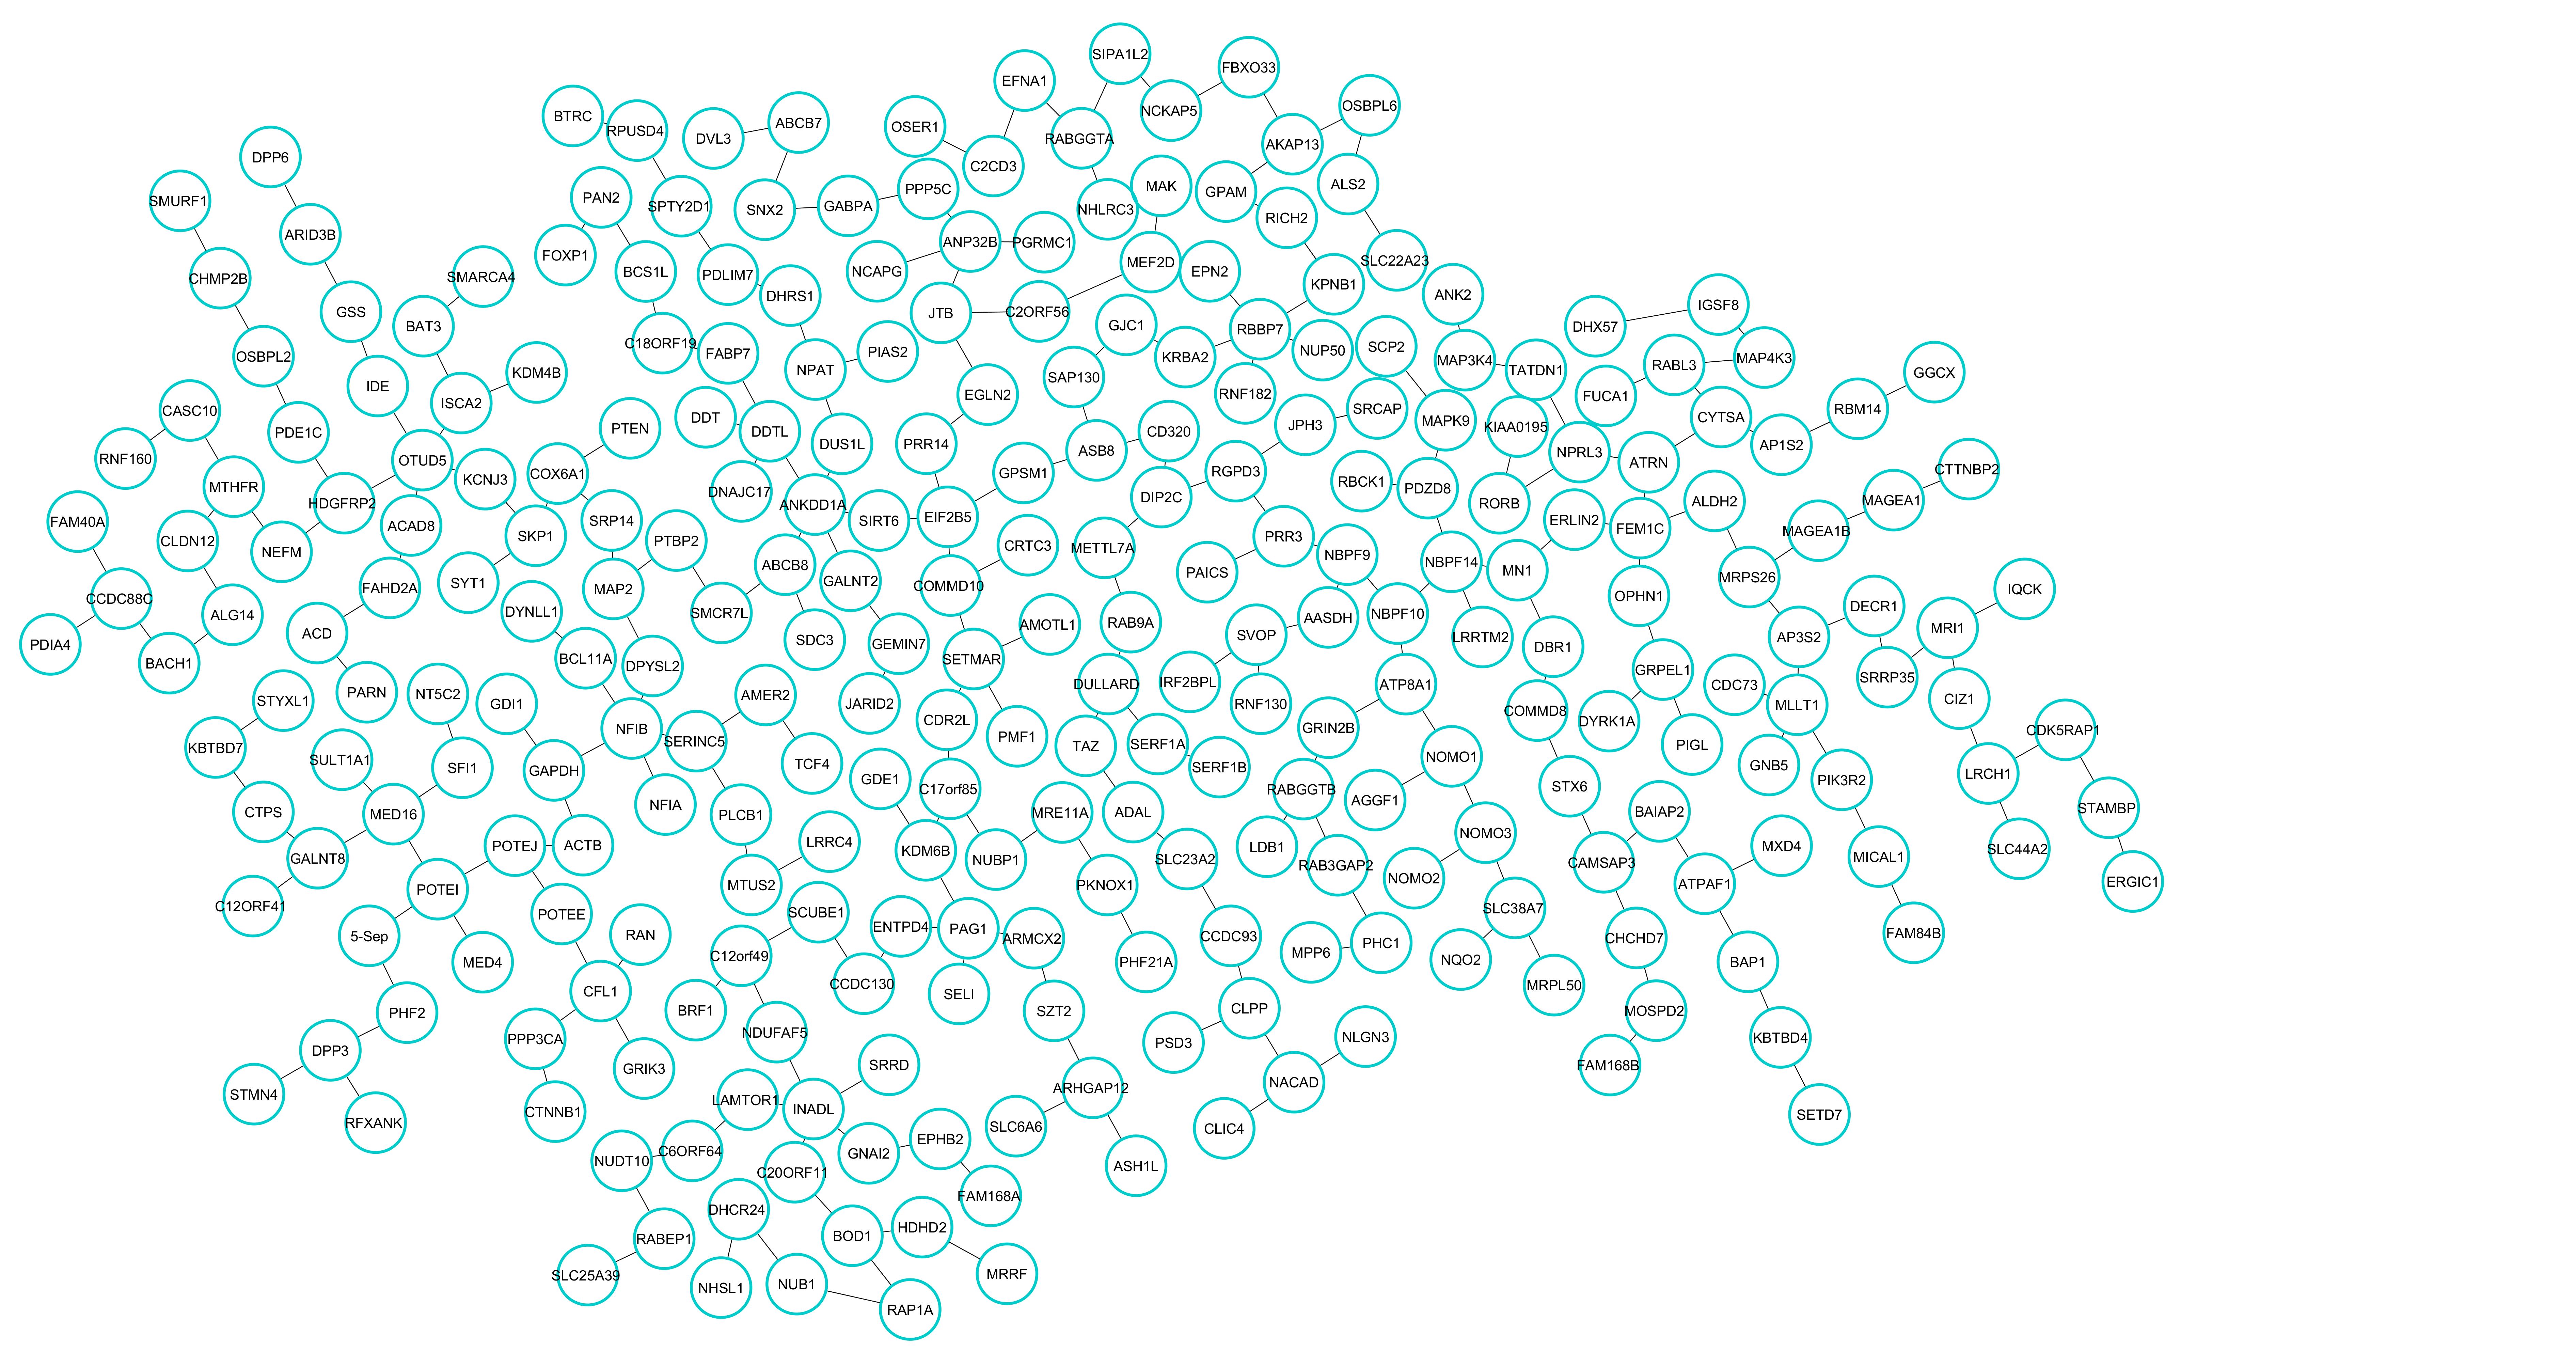 SIPA1L2
FBXO33
EFNA1
NCKAP5
OSBPL6
BTRC
RPUSD4
DVL3
ABCB7
OSER1
RABGGTA
AKAP13
C2CD3
DPP6
SMURF1
PAN2
SPTY2D1
SNX2
GABPA
PPP5C
NHLRC3
MAK
GPAM
ALS2
RICH2
ARID3B
FOXP1
BCS1L
PDLIM7
NCAPG
ANP32B
PGRMC1
MEF2D
EPN2
SLC22A23
CHMP2B
SMARCA4
DHRS1
KPNB1
ANK2
GSS
BAT3
JTB
C2ORF56
GJC1
RBBP7
DHX57
IGSF8
OSBPL2
C18ORF19
FABP7
NPAT
PIAS2
KRBA2
NUP50
SCP2
MAP3K4
TATDN1
RABL3
MAP4K3
GGCX
IDE
ISCA2
KDM4B
EGLN2
SAP130
RNF182
FUCA1
CASC10
PDE1C
PTEN
DDT
DDTL
DUS1L
PRR14
CD320
JPH3
SRCAP
MAPK9
KIAA0195
CYTSA
RBM14
RNF160
OTUD5
KCNJ3
COX6A1
GPSM1
ASB8
RGPD3
NPRL3
ATRN
AP1S2
CTTNBP2
MTHFR
HDGFRP2
DNAJC17
ANKDD1A
SIRT6
EIF2B5
DIP2C
RBCK1
PDZD8
RORB
ALDH2
MAGEA1
FAM40A
CLDN12
NEFM
ACAD8
SKP1
SRP14
PTBP2
CRTC3
METTL7A
PRR3
NBPF9
ERLIN2
FEM1C
MAGEA1B
SYT1
MAP2
ABCB8
GALNT2
COMMD10
PAICS
NBPF14
MN1
MRPS26
FAHD2A
CCDC88C
ALG14
DYNLL1
SMCR7L
AMOTL1
RAB9A
AASDH
NBPF10
OPHN1
DECR1
IQCK
PDIA4
BACH1
ACD
BCL11A
SDC3
GEMIN7
SVOP
LRRTM2
DBR1
AP3S2
MRI1
PARN
DPYSL2
SETMAR
IRF2BPL
ATP8A1
GRPEL1
CDC73
SRRP35
STYXL1
NT5C2
GDI1
AMER2
JARID2
CDR2L
DULLARD
RNF130
COMMD8
DYRK1A
MLLT1
CIZ1
KBTBD7
SULT1A1
SFI1
NFIB
SERINC5
PMF1
TAZ
SERF1A
GRIN2B
NOMO1
PIGL
CDK5RAP1
GAPDH
TCF4
GDE1
SERF1B
STX6
GNB5
PIK3R2
LRCH1
CTPS
MED16
NFIA
PLCB1
C17orf85
MRE11A
ADAL
RABGGTB
AGGF1
BAIAP2
STAMBP
GALNT8
POTEJ
ACTB
LRRC4
KDM6B
NUBP1
SLC23A2
LDB1
RAB3GAP2
NOMO3
CAMSAP3
MXD4
MICAL1
SLC44A2
C12ORF41
POTEI
MTUS2
PKNOX1
NOMO2
ATPAF1
ERGIC1
5-Sep
POTEE
RAN
SCUBE1
ENTPD4
PAG1
ARMCX2
CCDC93
PHC1
SLC38A7
CHCHD7
FAM84B
MED4
C12orf49
PHF21A
MPP6
NQO2
BAP1
CFL1
CCDC130
SELI
MRPL50
PHF2
BRF1
SZT2
CLPP
MOSPD2
DPP3
PPP3CA
NDUFAF5
PSD3
NLGN3
KBTBD4
STMN4
GRIK3
SRRD
ARHGAP12
NACAD
FAM168B
RFXANK
CTNNB1
LAMTOR1
INADL
SLC6A6
CLIC4
SETD7
NUDT10
C6ORF64
GNAI2
EPHB2
ASH1L
C20ORF11
FAM168A
DHCR24
RABEP1
BOD1
HDHD2
SLC25A39
NHSL1
NUB1
MRRF
RAP1A